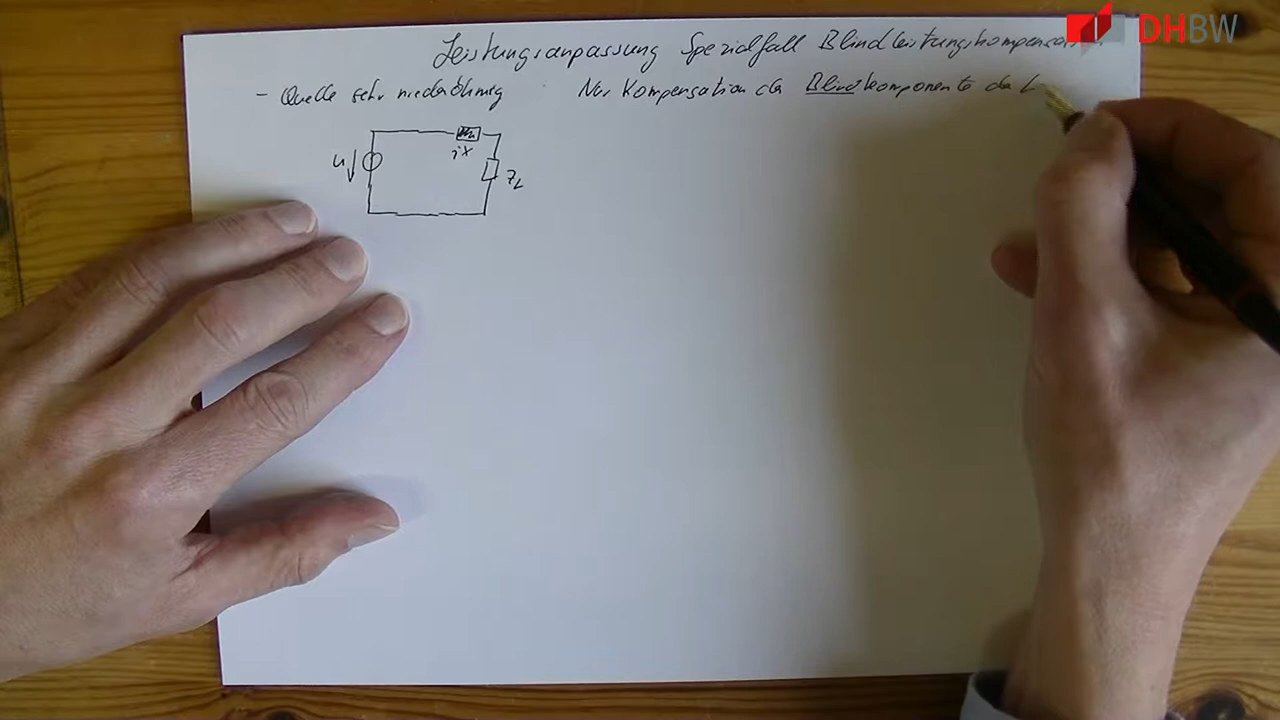 DHBW
Leistungsanpassung Spezialfall Blindleistungskompensation
- Quelle sehr niederohmig Nur Kompensation der Blindkomponente der L
U
jX
ZL